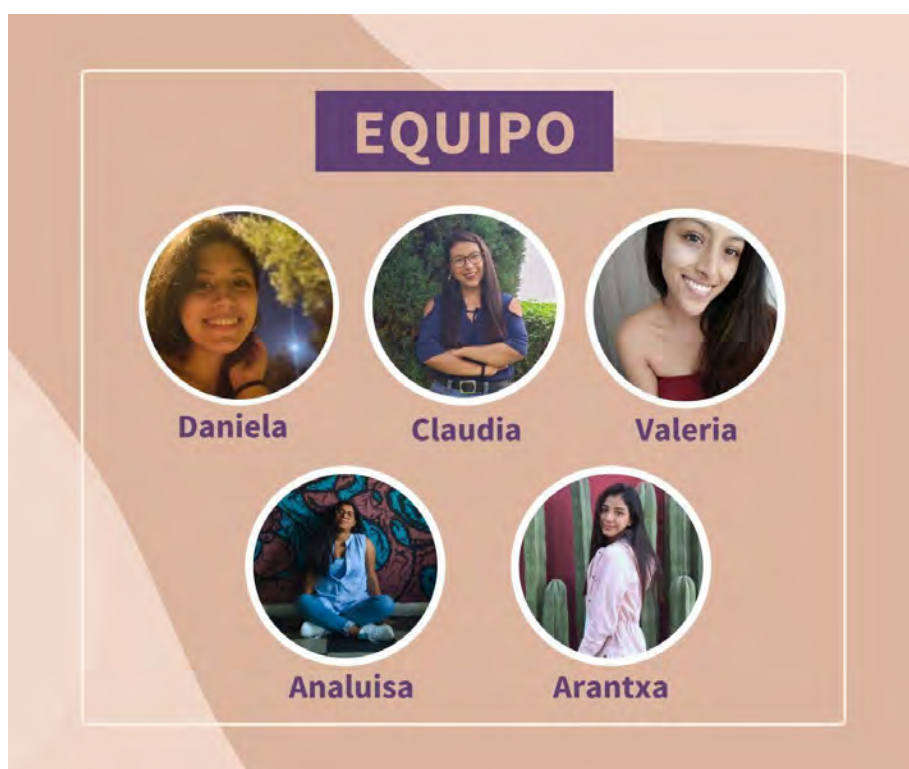 EQUIPO
Daniela
Claudia
Valeria
Analuisa
Arantxa